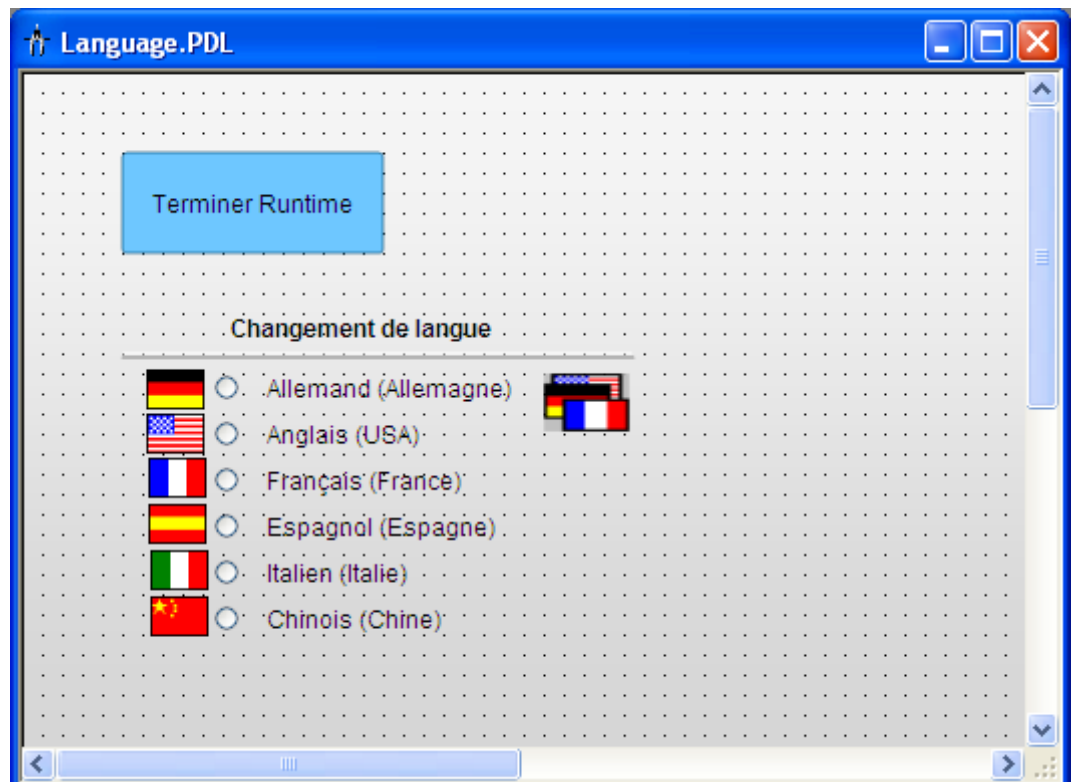 Language.PDL
Terminer Runtime
Changement de langue
Allemand (Allemagne)
Anglais (USA)
Français (France)
Espagnol (Espagne)
Italien (Italie)
Chinois (Chine)